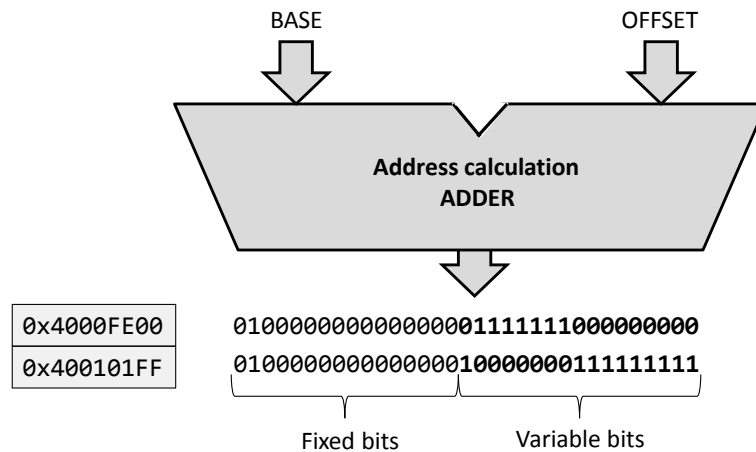 BASE OFFSET
Address calculation
ADDER
0x4000FE00 01000000000000000111111000000000
0x400101FF 01000000000000010000000111111111
Fixed bits Variable bits